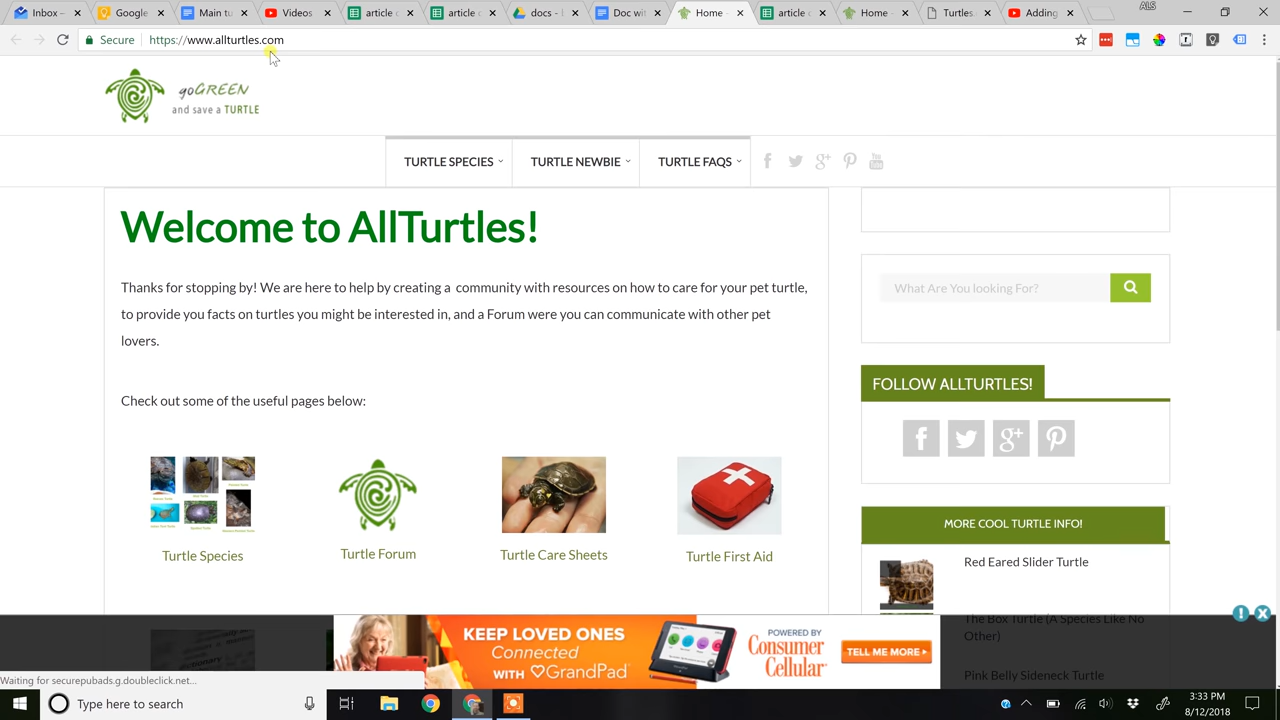 Inbox
Google
Videos
article
articles
Doc wi
Home
article c
Home
Turtles
Adding
ALS
Secure
https://www.allturtles.com
goGREEN
and save a TURTLE
TURTLE SPECIES
TURTLE NEWBIE
TURTLE FAQS
You
Tube
Welcome to AllTurtles!
Thanks for stopping by! We are here to help by creating a community with resources on how to care for your pet turtle,
to provide you facts on turtles you might be interested in, and a Forum were you can communicate with other pet
lovers.
Check out some of the useful pages below:
Turtle Species
Turtle Forum
Turtle Care Sheets
Turtle First Aid
What Are You looking For?
FOLLOW ALLTURTLES!
MORE COOL TURTLE INFO!
Red Eared Slider Turtle
The Box Turtle (A Species Like No
Other)
Pink Belly Sideneck Turtle
KEEP LOVED ONES
Connected
WITH GrandPad
POWERED BY
Consumer
Cellular
TELL ME MORE
Waiting for securepubads.g.doubleclick.net...
Type here to search
3:33 PM
8/12/2018